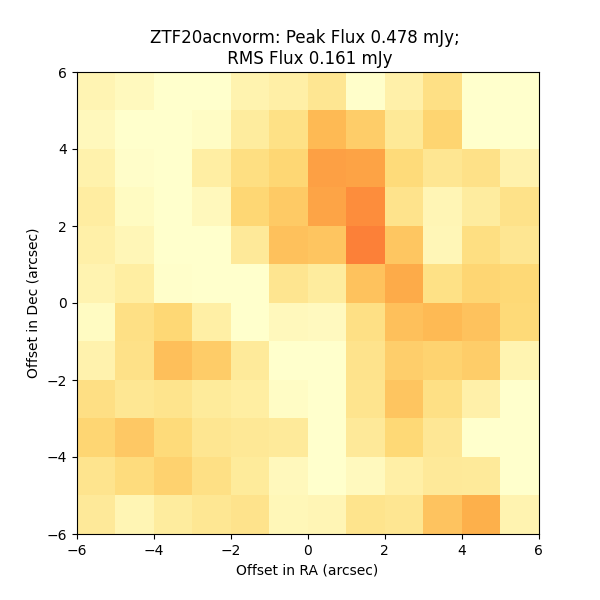 ZTF20acnvorm: Peak Flux 0.478 mJy;
RMS Flux 0.161 mJy
6
4
2
0
−2
−4
−6
Offset in Dec (arcsec)
−6 −4 −2 0 2 4 6
Offset in RA (arcsec)